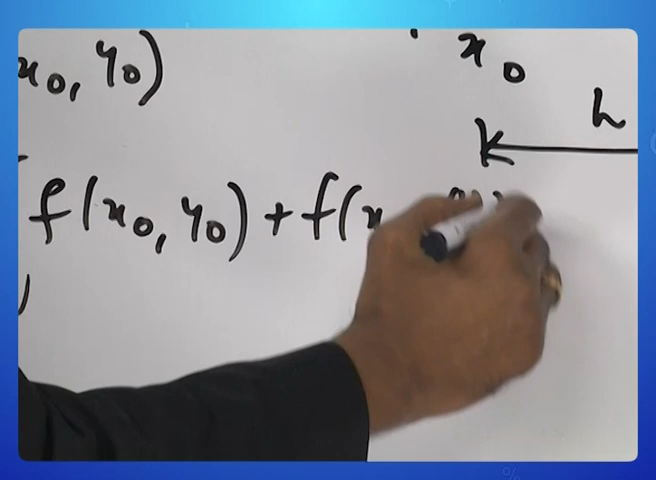 x₀
x₀, y₀)
h
f(x₀, y₀) + f(x
)